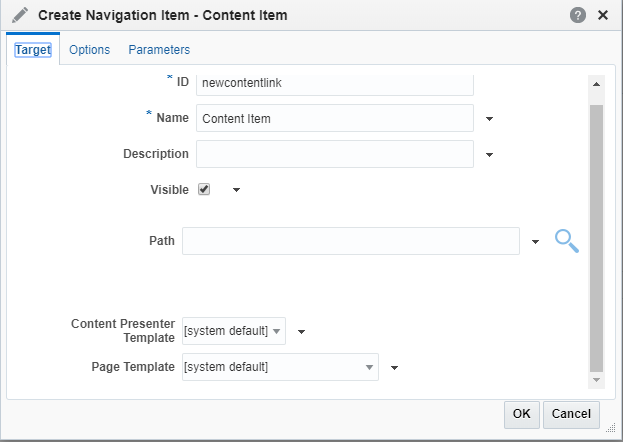 Create Navigation Item - Content Item
Target Options Parameters
* ID newcontentlink
* Name Content Item
Description
Visible
Path
Content Presenter
Template [system default]
Page Template [system default]
OK Cancel